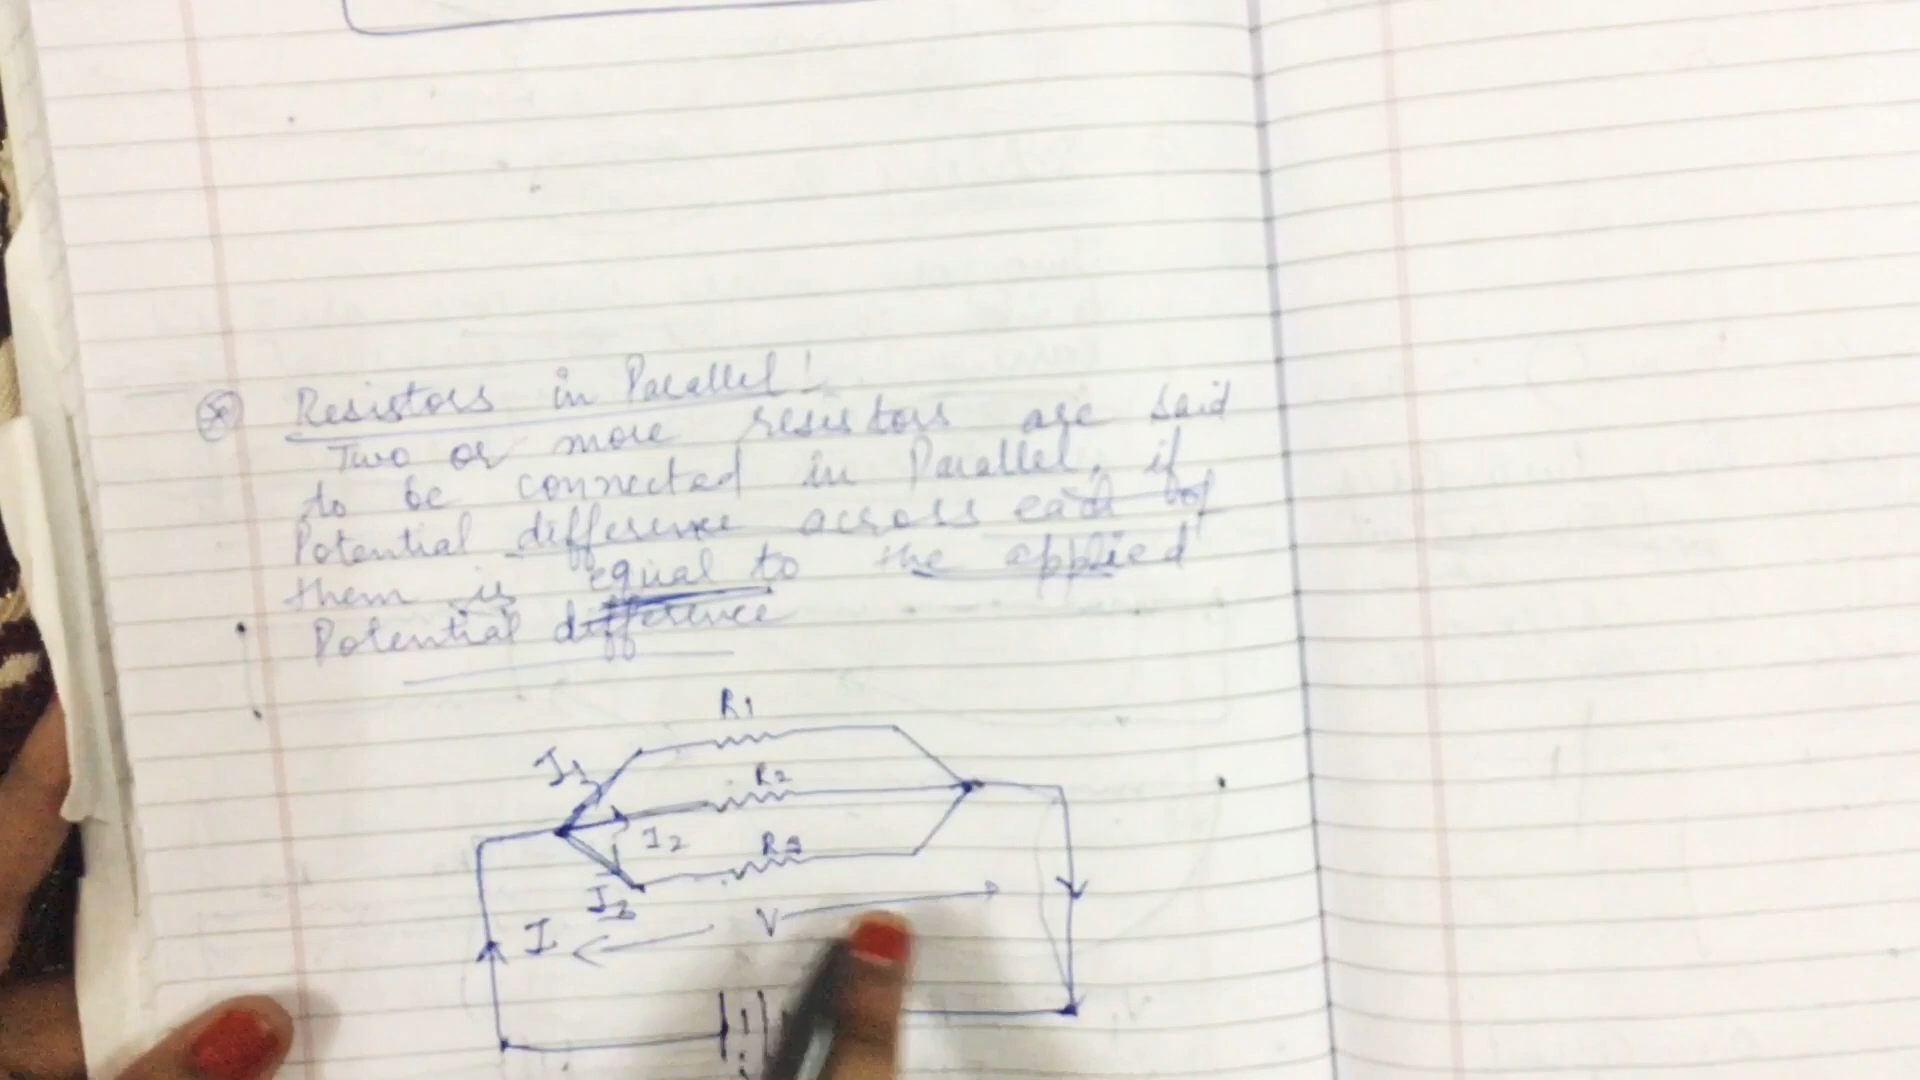 Resistors in Parallel!
Two or more resistors are said
to be connected in Parallel, if
Potential difference across each of
them is equal to the applied
Potential difference
R1
I1
R2
I2
R3
I3
V
I